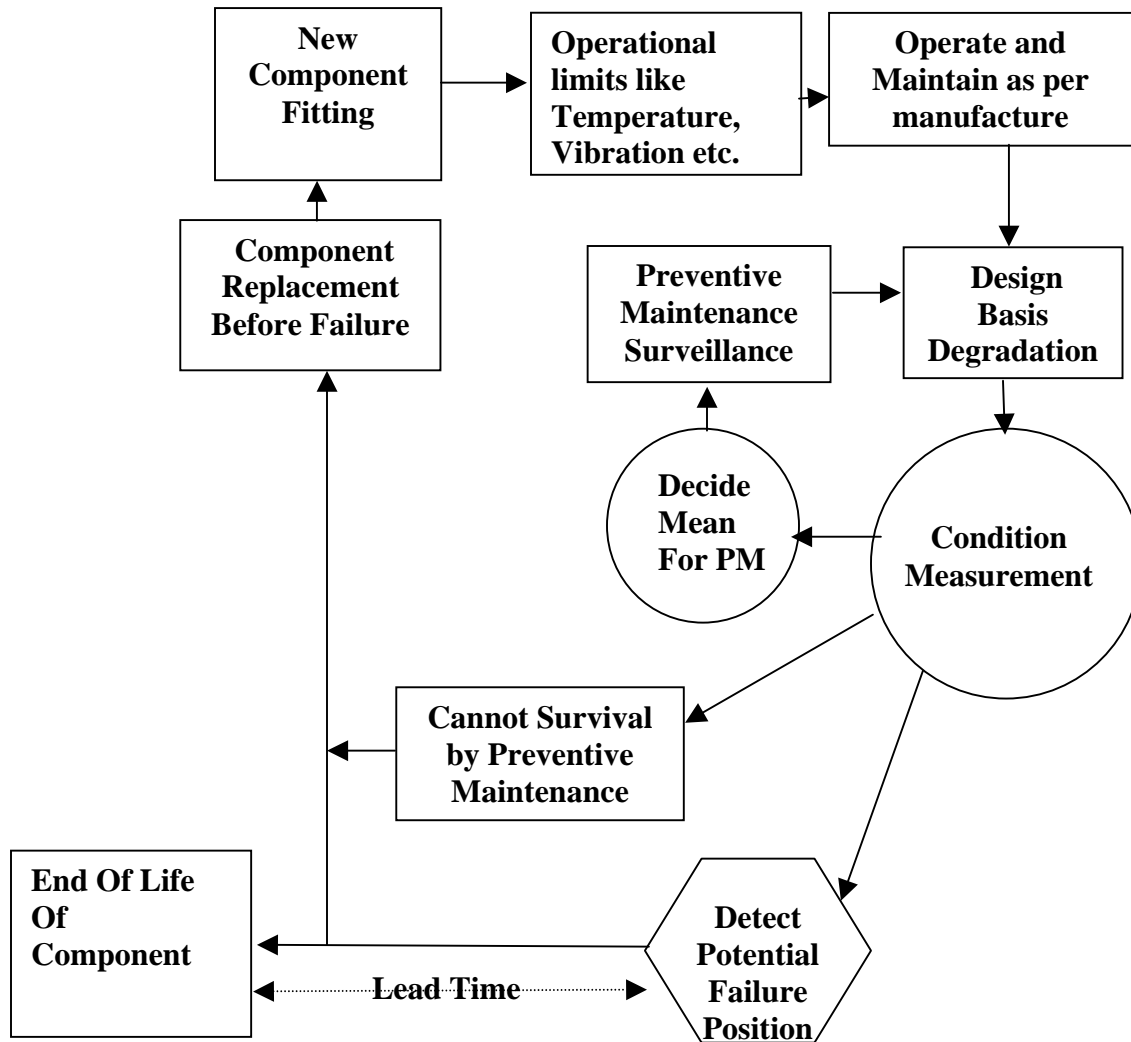 New
Component
Fitting
Operational
limits like
Temperature,
Vibration etc.
Operate and
Maintain as per
manufacture
Component
Replacement
Before Failure
Preventive
Maintenance
Surveillance
Design
Basis
Degradation
Decide
Mean
For PM
Condition
Measurement
Cannot Survival
by Preventive
Maintenance
End Of Life
Of
Component
Detect
Potential
Failure
Position
Lead Time